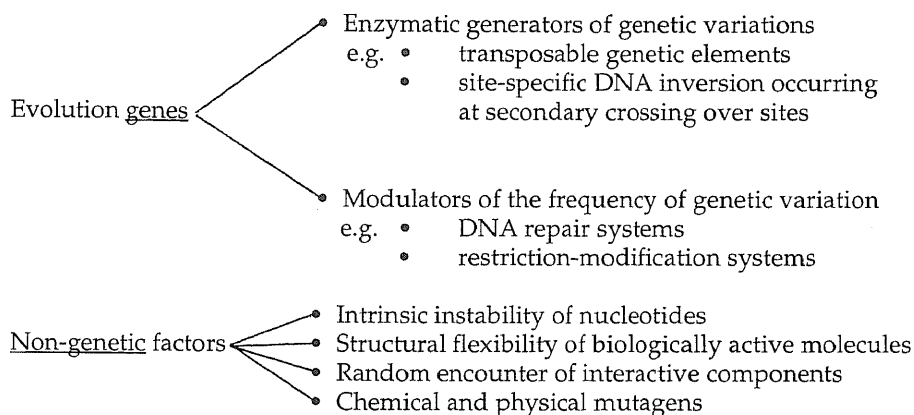 Enzymatic generators of genetic variations
e.g. • transposable genetic elements
• site-specific DNA inversion occurring
at secondary crossing over sites
Evolution genes
Modulators of the frequency of genetic variation
e.g. • DNA repair systems
• restriction-modification systems
Intrinsic instability of nucleotides
Non-genetic factors
Structural flexibility of biologically active molecules
Random encounter of interactive components
Chemical and physical mutagens